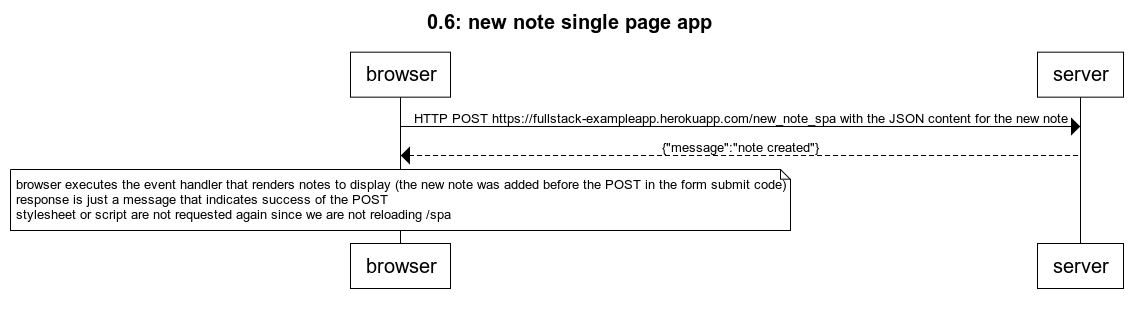 0.6: new note single page app
browser
server
HTTP POST https://fullstack-exampleapp.herokuapp.com/new_note_spa with the JSON content for the new note
{"message":"note created"}
browser executes the event handler that renders notes to display (the new note was added before the POST in the form submit code)
response is just a message that indicates success of the POST
stylesheet or script are not requested again since we are not reloading /spa
browser
server